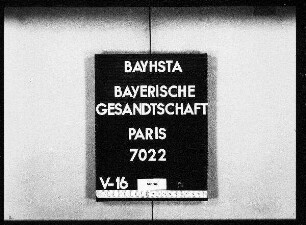 BAYHSTA
BAYERISCHE
GESANDTSCHAFT
PARIS
7022
V-16